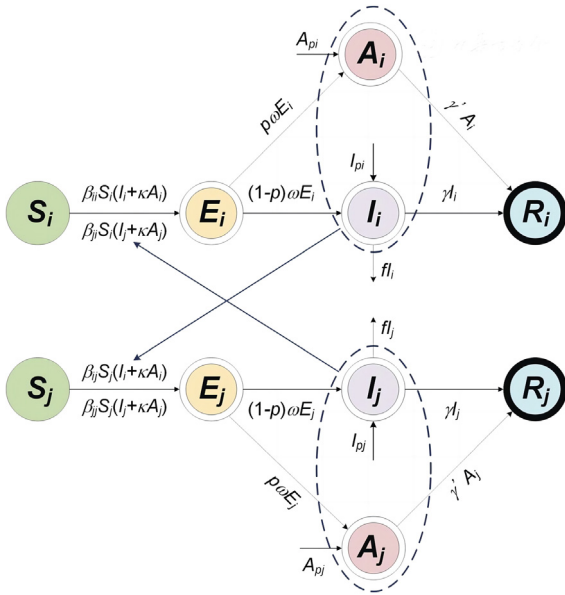 A_pi
A_i
pωE_i
γ' A_i
I_pi
S_i
β_ii S_i(I_i+κA_i)
β_ji S_i(I_j+κA_j)
E_i
(1-p)ωE_i
I_i
γI_i
R_i
fI_i
fI_j
S_j
β_ij S_j(I_i+κA_i)
β_jj S_j(I_j+κA_j)
E_j
(1-p)ωE_j
I_j
γI_j
R_j
I_pj
pωE_j
γ' A_j
A_j
A_pj